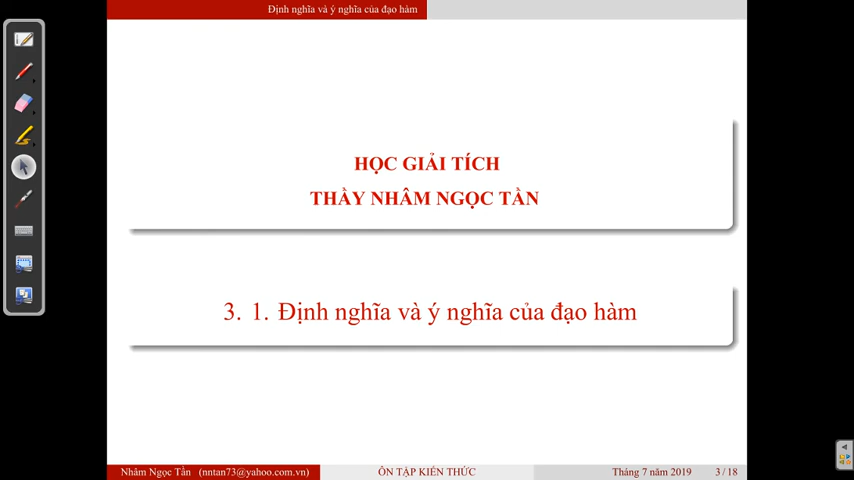 Định nghĩa và ý nghĩa của đạo hàm
HỌC GIẢI TÍCH
THẦY NHÂM NGỌC TẦN
3. 1. Định nghĩa và ý nghĩa của đạo hàm
Nhâm Ngọc Tần (nntan73@yahoo.com.vn) ÔN TẬP KIẾN THỨC Tháng 7 năm 2019 3 / 18